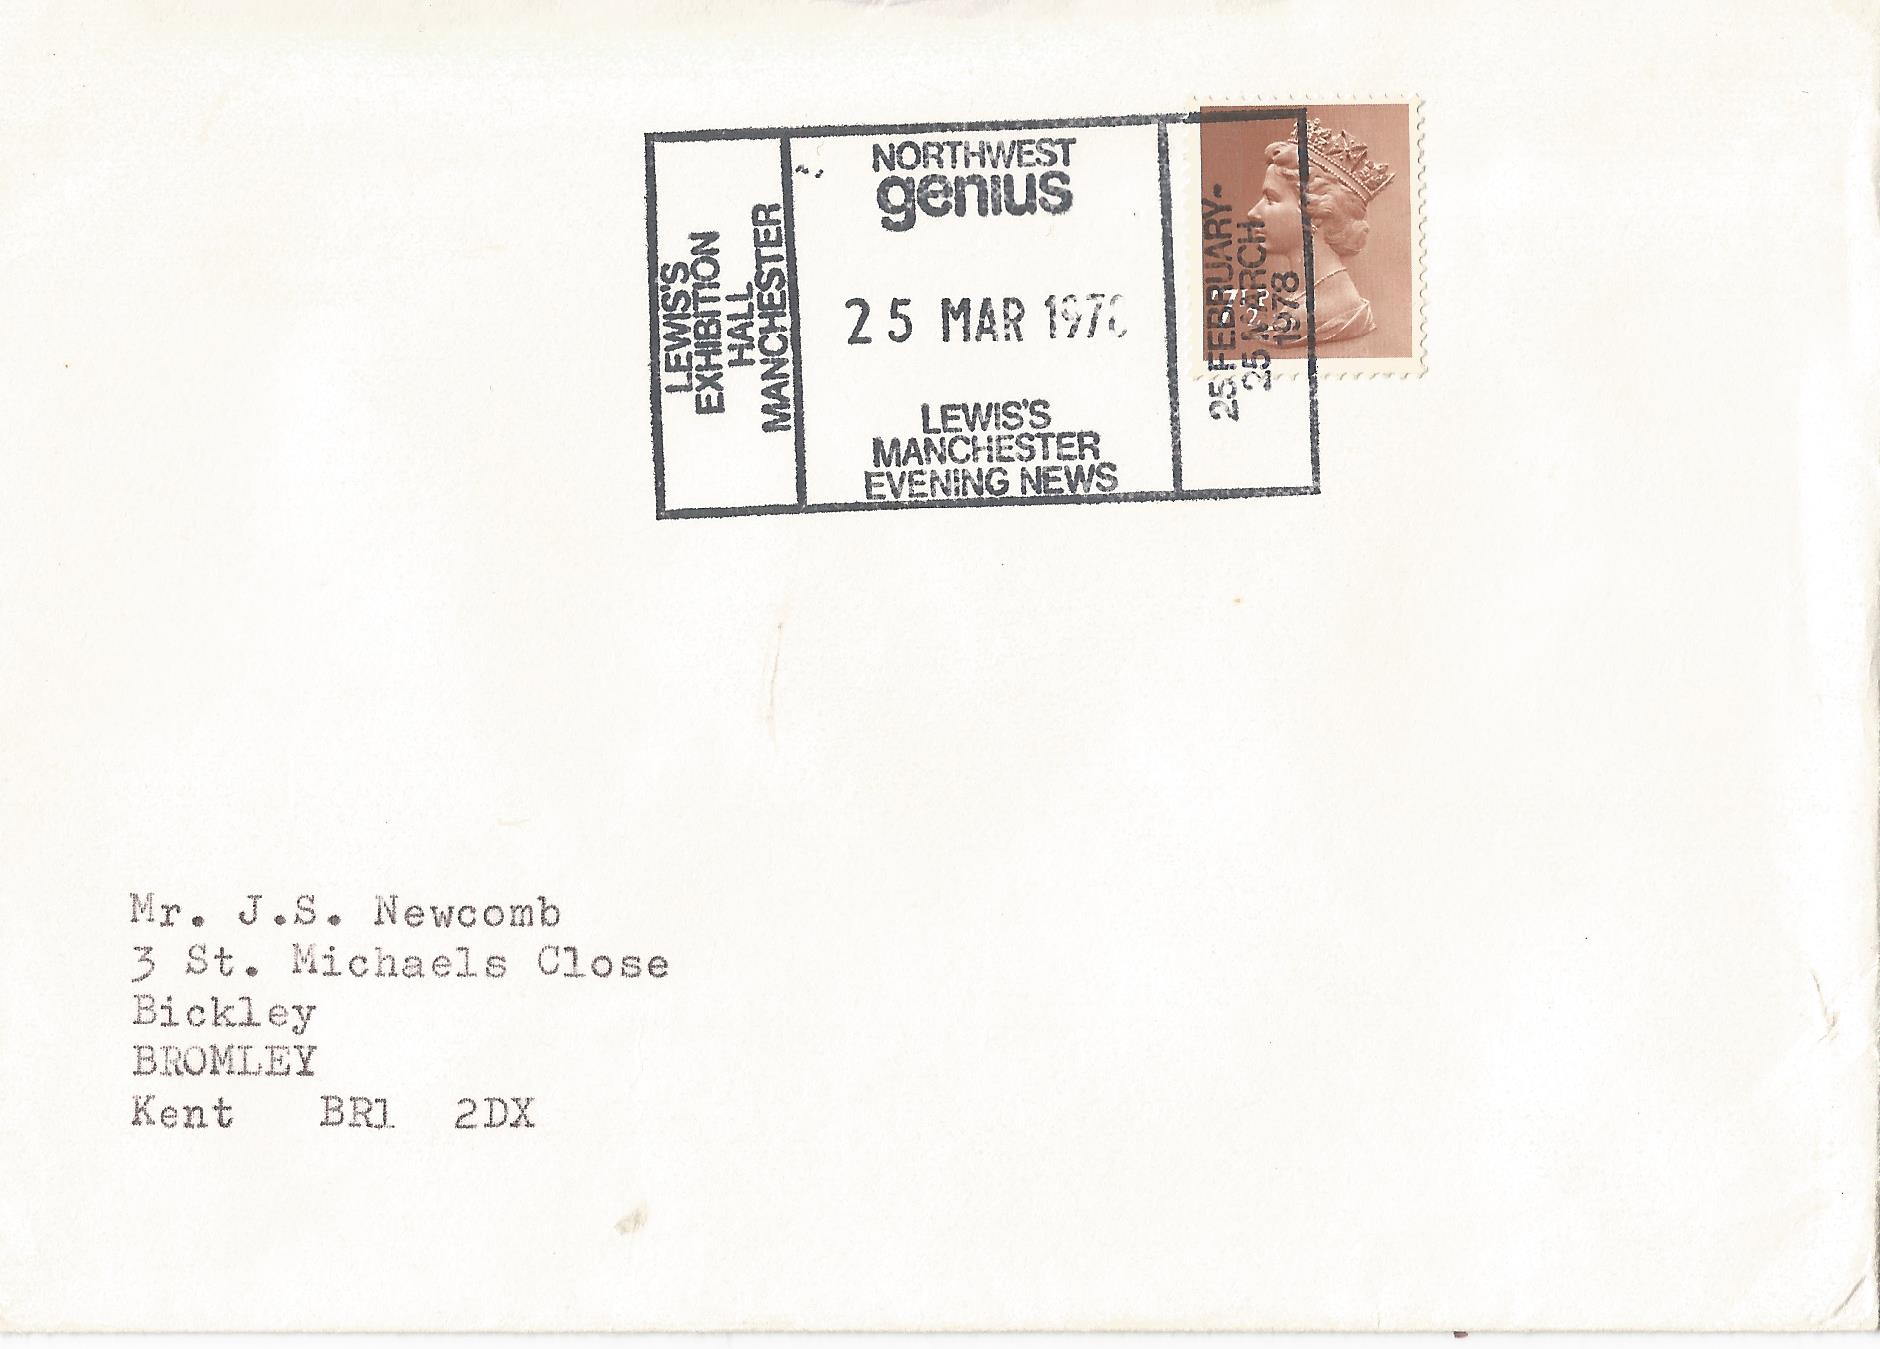 LEWIS'S
EXHIBITION
HALL
MANCHESTER
NORTHWEST
genius
25 MAR 1978
LEWIS'S
MANCHESTER
EVENING NEWS
25 FEBRUARY-
25 MARCH
1978
Mr. J.S. Newcomb
3 St. Michaels Close
Bickley
BROMLEY
Kent BR1 2DX